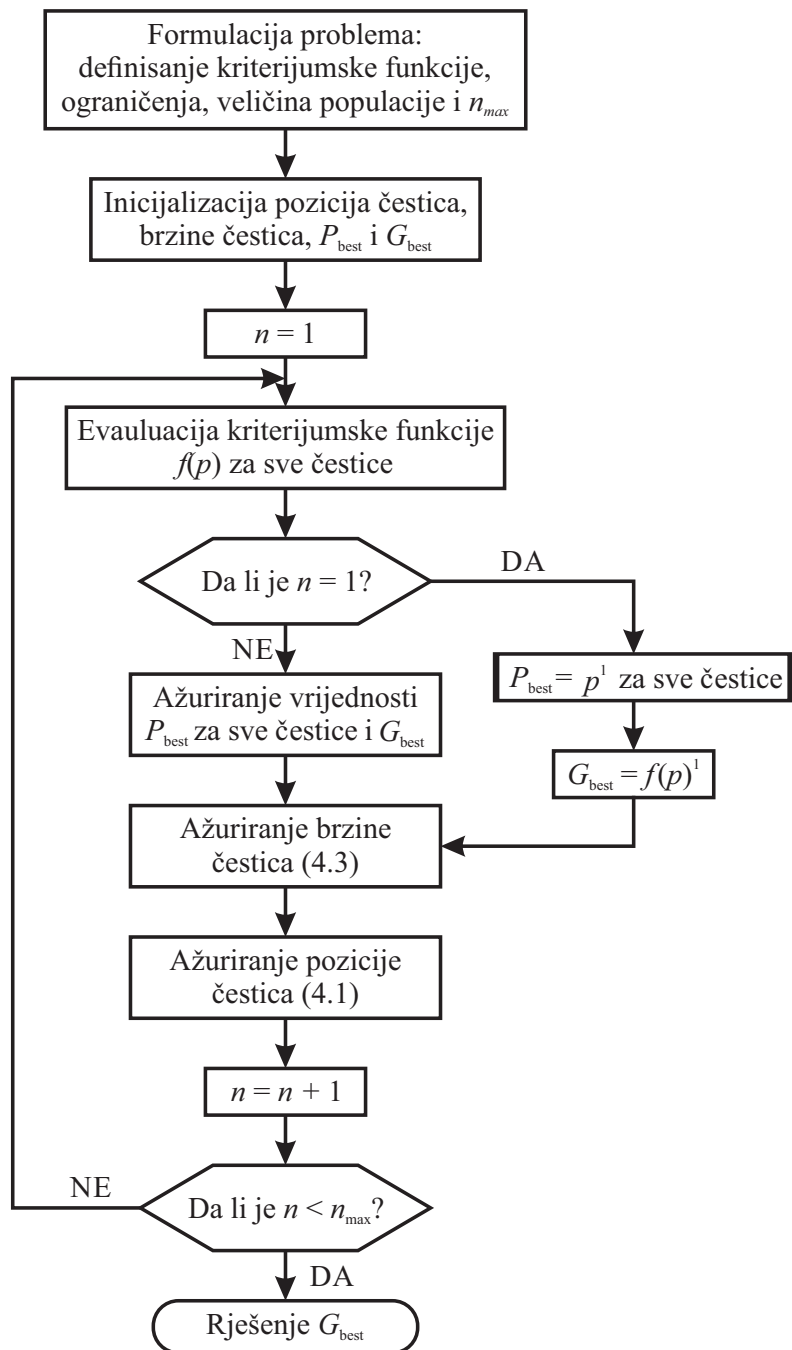 Formulacija problema:
definisanje kriterijumske funkcije,
ograničenja, veličina populacije i n_max
Inicijalizacija pozicija čestica,
brzine čestica, P_best i G_best
n = 1
Evauluacija kriterijumske funkcije
f(p) za sve čestice
Da li je n = 1?
DA
NE
P_best = p^1 za sve čestice
G_best = f(p)^1
Ažuriranje vrijednosti
P_best za sve čestice i G_best
Ažuriranje brzine
čestica (4.3)
Ažuriranje pozicije
čestica (4.1)
n = n + 1
NE
Da li je n < n_max?
DA
Rješenje G_best